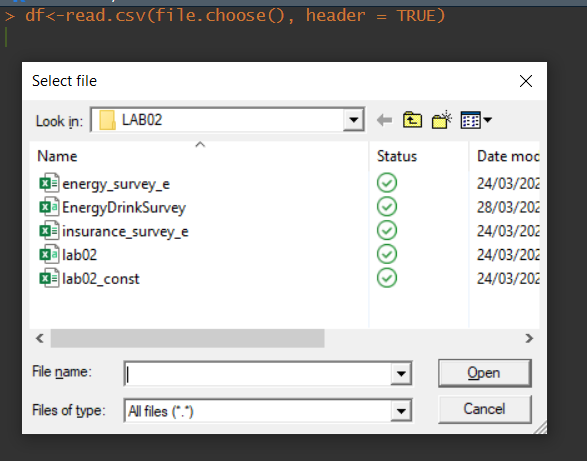 > df<-read.csv(file.choose(), header = TRUE)
Select file
Look in: LAB02
Name Status Date mod
energy_survey_e 24/03/202
EnergyDrinkSurvey 28/03/202
insurance_survey_e 24/03/202
lab02 24/03/202
lab02_const 24/03/202
File name: Open
Files of type: All files (*.*) Cancel